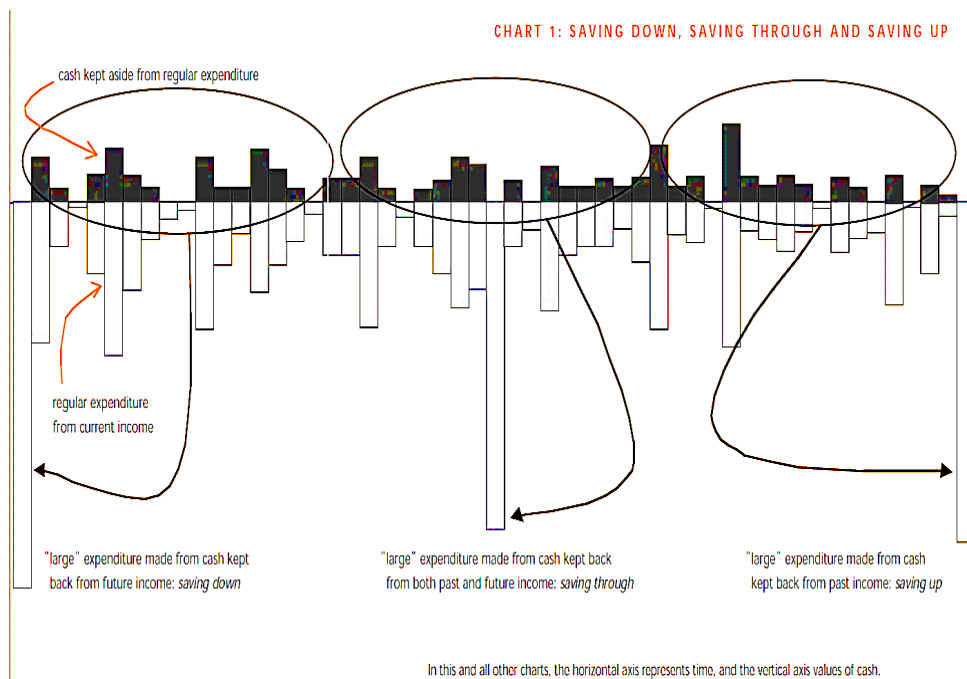 CHART 1: SAVING DOWN, SAVING THROUGH AND SAVING UP
cash kept aside from regular expenditure
regular expenditure
from current income
"large" expenditure made from cash kept
back from future income: saving down
"large" expenditure made from cash kept back
from both past and future income: saving through
"large" expenditure made from cash
kept back from past income: saving up
In this and all other charts, the horizontal axis represents time, and the vertical axis values of cash.